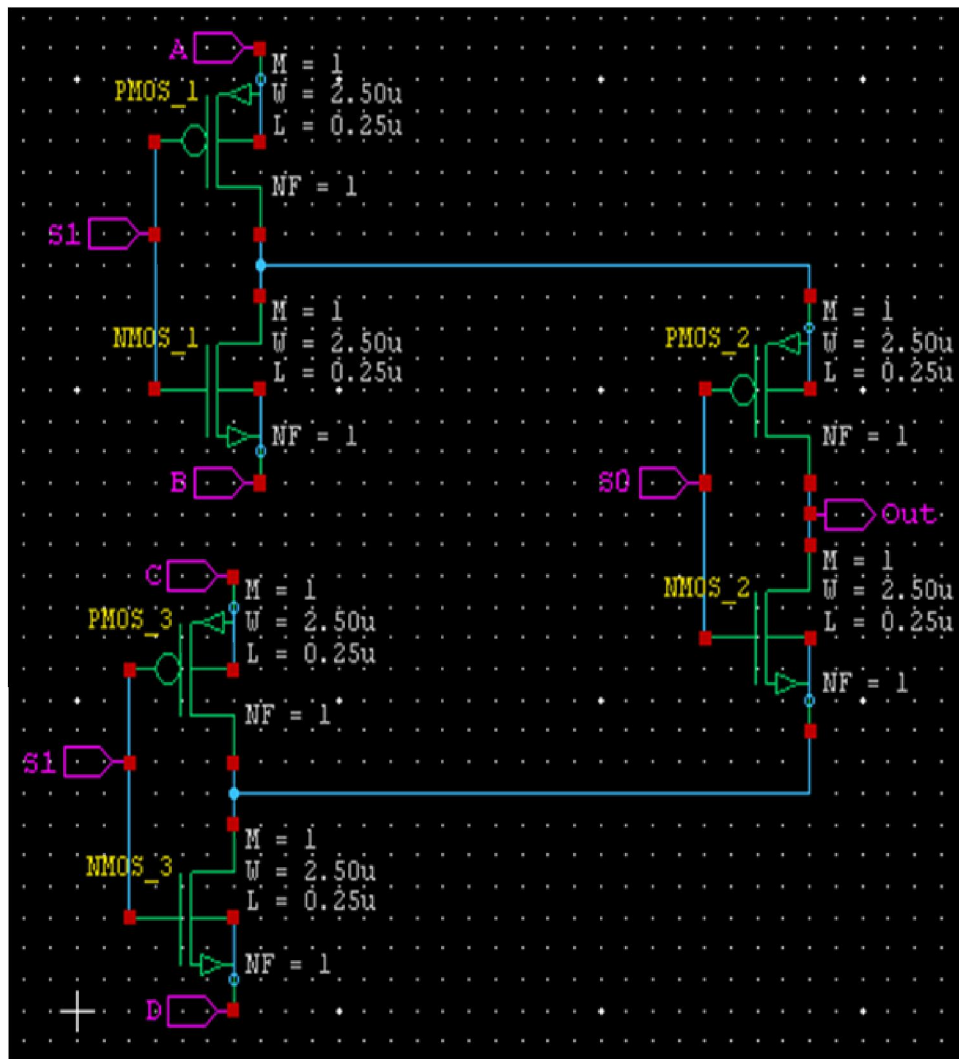 A
M = 1
PMOS_1
W = 2.50u
L = 0.25u
NF = 1
S1
M = 1
NMOS_1
W = 2.50u
L = 0.25u
NF = 1
B
M = 1
PMOS_2
W = 2.50u
L = 0.25u
NF = 1
S0
Out
M = 1
NMOS_2
W = 2.50u
L = 0.25u
NF = 1
C
M = 1
PMOS_3
W = 2.50u
L = 0.25u
NF = 1
S1
M = 1
NMOS_3
W = 2.50u
L = 0.25u
NF = 1
D